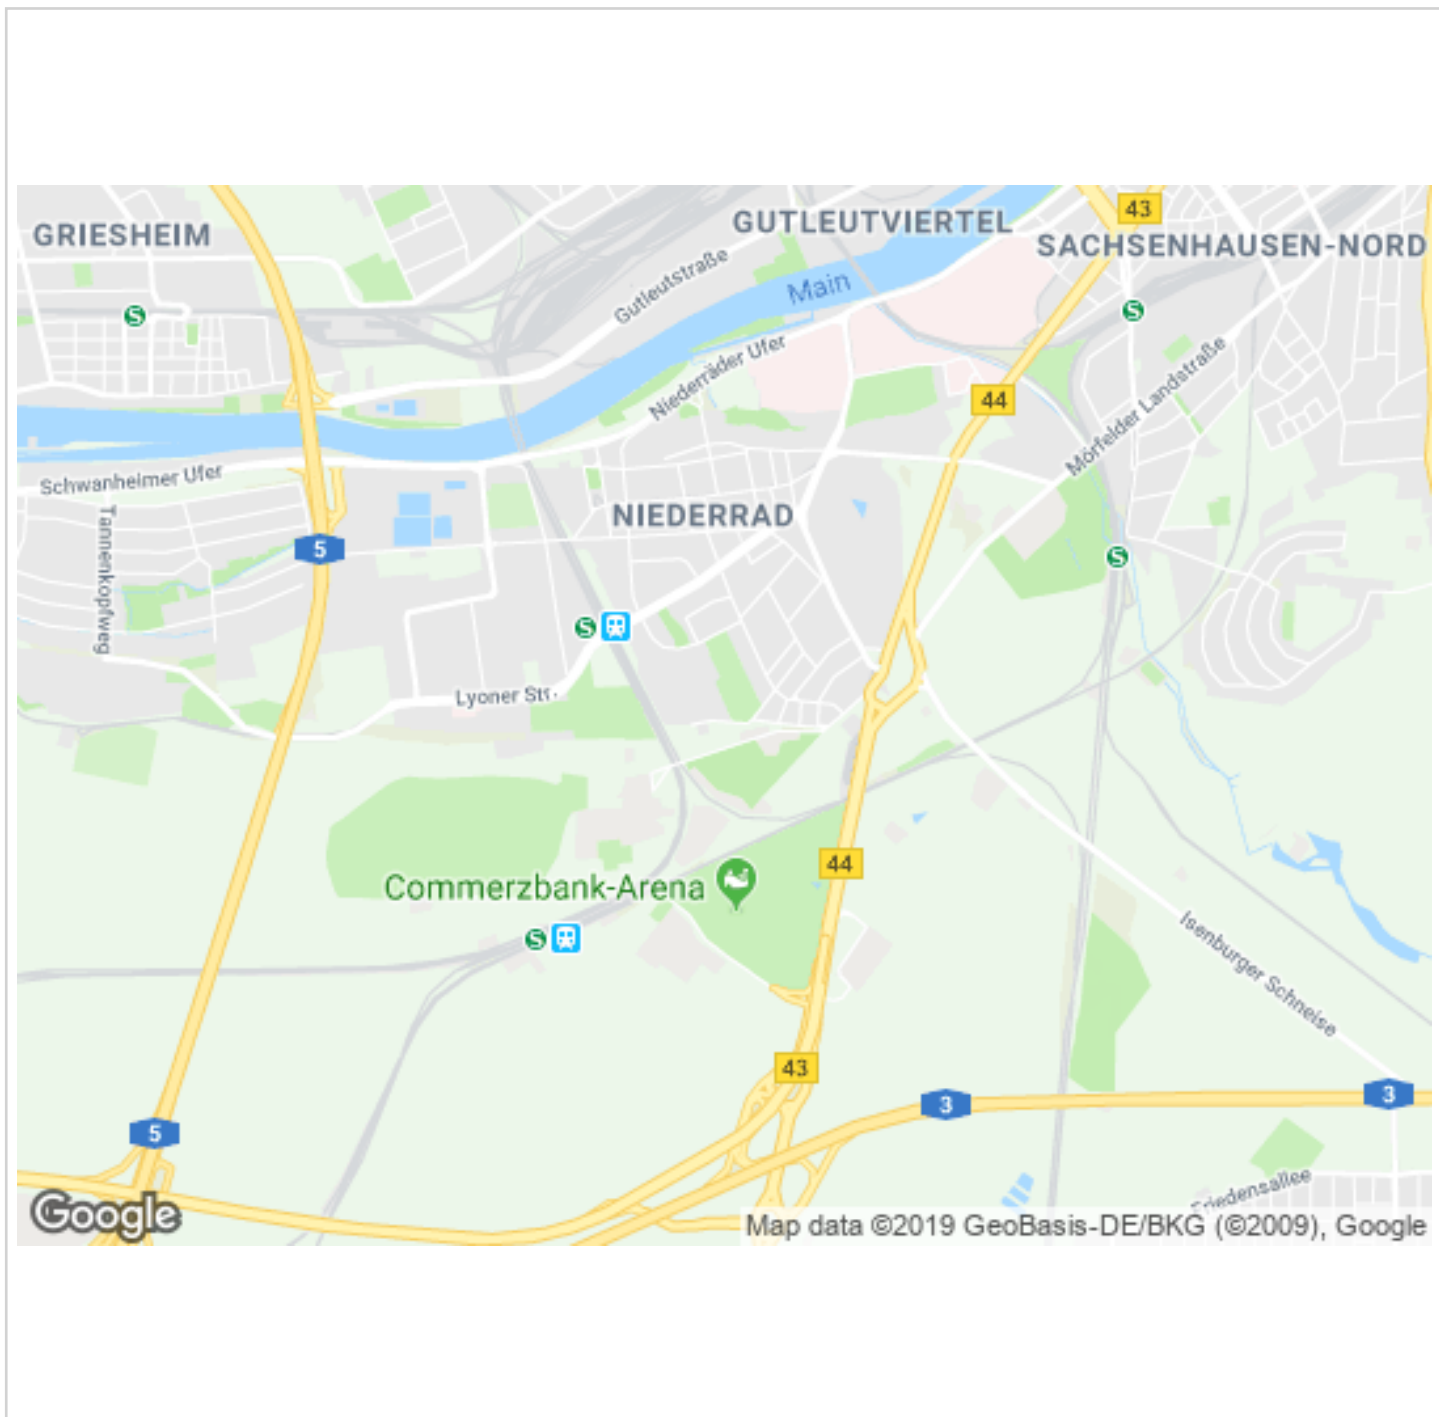 43
GUTLEUTVIERTEL
GRIESHEIM
SACHSENHAUSEN-NORD
Gutleutstraße
Main
S
S
Niederräder Ufer
Mörfelder Landstraße
44
Schwanheimer Ufer
NIEDERRAD
Tannenkopfweg
5
S
S
Lyoner Str.
44
Commerzbank-Arena
S
Isenburger Schneise
43
3
3
5
Friedensallee
Google
Map data ©2019 GeoBasis-DE/BKG (©2009), Google